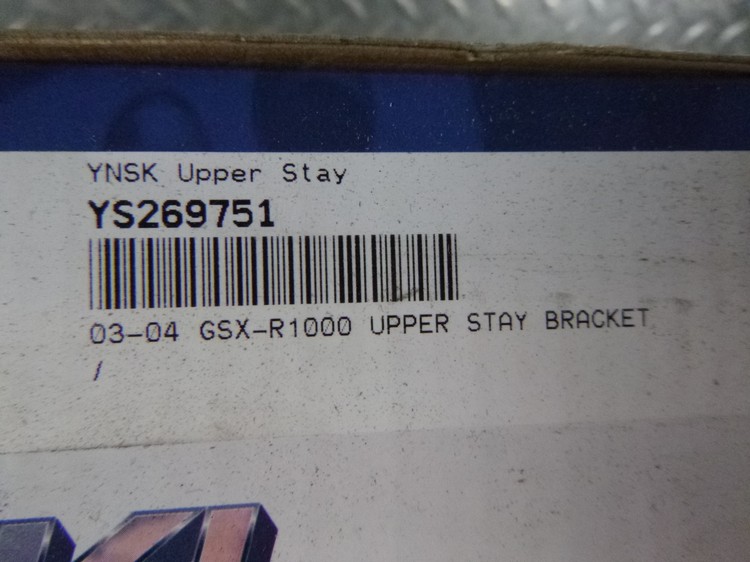 YNSK Upper Stay
YS269751
03-04 GSX-R1000 UPPER STAY BRACKET
/